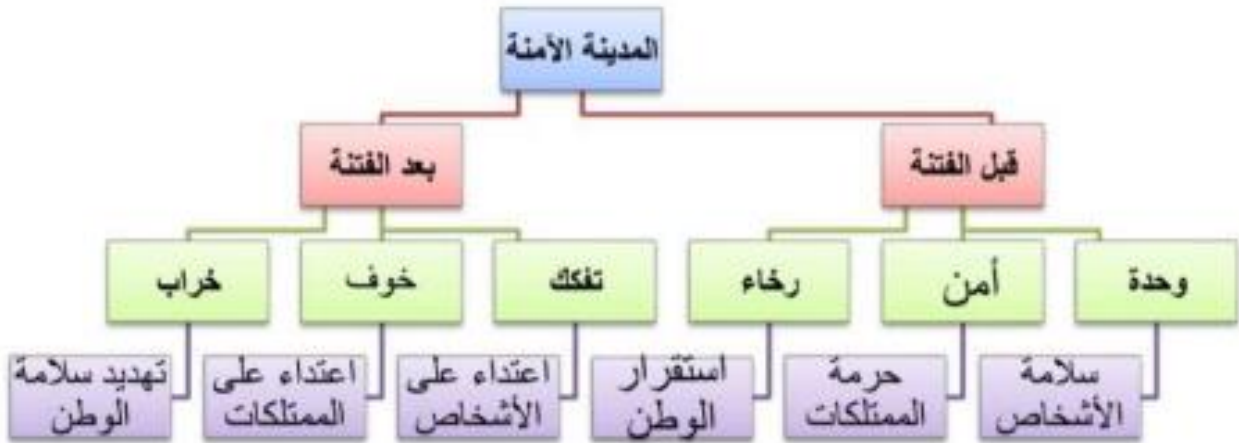 المدينة الآمنة
قبل الفتنة
بعد الفتنة
وحدة
أمن
رخاء
تفكك
خوف
خراب
سلامة
الأشخاص
حرمة
الممتلكات
استقرار
الوطن
اعتداء على
الأشخاص
اعتداء على
الممتلكات
تهديد سلامة
الوطن